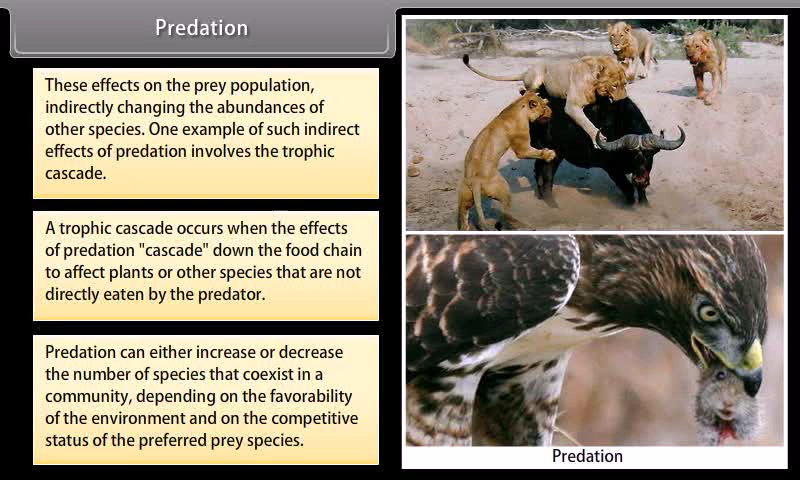 Predation
These effects on the prey population,
indirectly changing the abundances of
other species. One example of such indirect
effects of predation involves the trophic
cascade.
A trophic cascade occurs when the effects
of predation "cascade" down the food chain
to affect plants or other species that are not
directly eaten by the predator.
Predation can either increase or decrease
the number of species that coexist in a
community, depending on the favorability
of the environment and on the competitive
status of the preferred prey species.
Predation